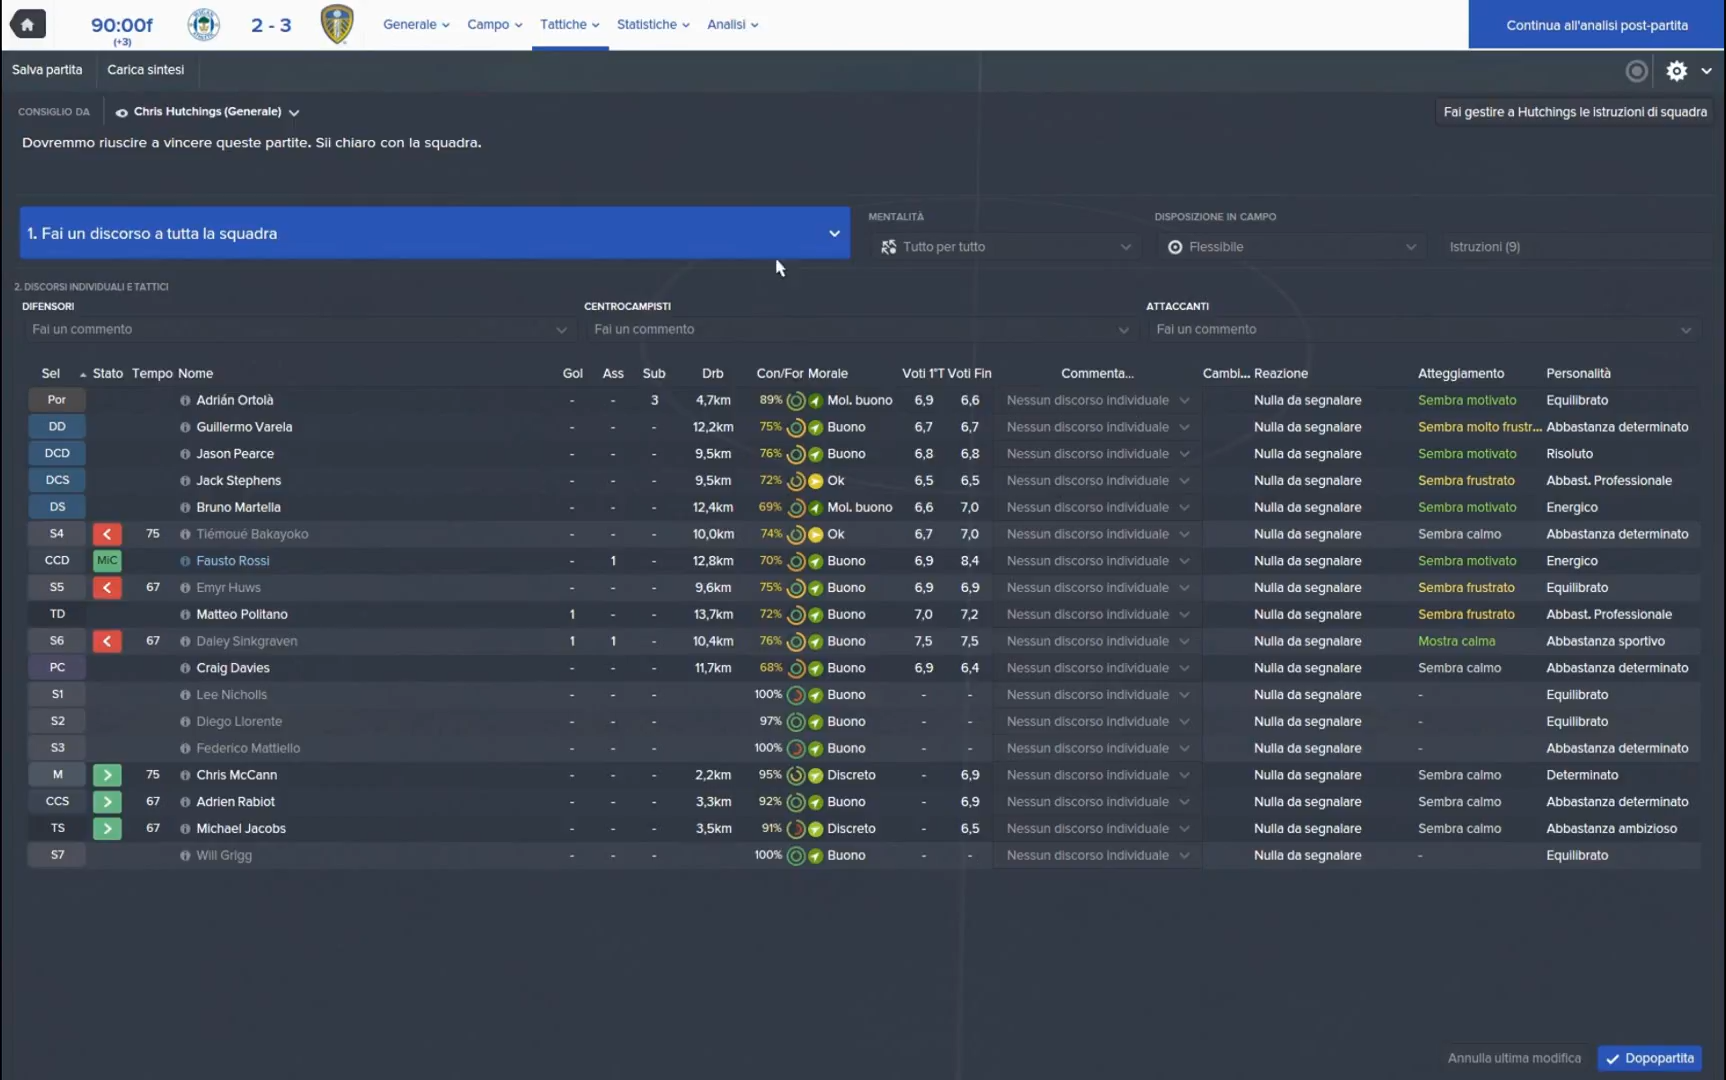 90:00f
(+3)
2 - 3
Generale
Campo
Tattiche
Statistiche
Analisi
Continua all'analisi post-partita
Salva partita
Carica sintesi
CONSIGLIO DA
Chris Hutchings (Generale)
Fai gestire a Hutchings le istruzioni di squadra
Dovremmo riuscire a vincere queste partite. Sii chiaro con la squadra.
1. Fai un discorso a tutta la squadra
MENTALITÀ
DISPOSIZIONE IN CAMPO
Tutto per tutto
Flessibile
Istruzioni (9)
2. DISCORSI INDIVIDUALI E TATTICI
DIFENSORI
CENTROCAMPISTI
ATTACCANTI
Fai un commento
Fai un commento
Fai un commento
Sel Stato Tempo Nome Gol Ass Sub Drb Con/For Morale Voti 1°T Voti Fin Commenta... Cambi... Reazione Atteggiamento Personalità
Por Adrián Ortolà - - 3 4,7km 89% Mol. buono 6,9 6,6 Nessun discorso individuale Nulla da segnalare Sembra motivato Equilibrato
DD Guillermo Varela - - - 12,2km 75% Buono 6,7 6,7 Nessun discorso individuale Nulla da segnalare Sembra molto frustr... Abbastanza determinato
DCD Jason Pearce - - - 9,5km 76% Buono 6,8 6,8 Nessun discorso individuale Nulla da segnalare Sembra motivato Risoluto
DCS Jack Stephens - - - 9,5km 72% Ok 6,5 6,5 Nessun discorso individuale Nulla da segnalare Sembra frustrato Abbast. Professionale
DS Bruno Martella - - - 12,4km 69% Mol. buono 6,6 7,0 Nessun discorso individuale Nulla da segnalare Sembra motivato Energico
S4 75 Tiémoué Bakayoko - - - 10,0km 74% Ok 6,7 7,0 Nessun discorso individuale Nulla da segnalare Sembra calmo Abbastanza determinato
CCD MiC Fausto Rossi - 1 - 12,8km 70% Buono 6,9 8,4 Nessun discorso individuale Nulla da segnalare Sembra motivato Energico
S5 67 Emyr Huws - - - 9,6km 75% Buono 6,9 6,9 Nessun discorso individuale Nulla da segnalare Sembra frustrato Equilibrato
TD Matteo Politano 1 - - 13,7km 72% Buono 7,0 7,2 Nessun discorso individuale Nulla da segnalare Sembra frustrato Abbast. Professionale
S6 67 Daley Sinkgraven 1 1 - 10,4km 76% Buono 7,5 7,5 Nessun discorso individuale Nulla da segnalare Mostra calma Abbastanza sportivo
PC Craig Davies - - - 11,7km 68% Buono 6,9 6,4 Nessun discorso individuale Nulla da segnalare Sembra calmo Abbastanza determinato
S1 Lee Nicholls - - - 100% Buono - - Nessun discorso individuale Nulla da segnalare - Equilibrato
S2 Diego Llorente - - - 97% Buono - - Nessun discorso individuale Nulla da segnalare - Equilibrato
S3 Federico Mattiello - - - 100% Buono - - Nessun discorso individuale Nulla da segnalare - Abbastanza determinato
M 75 Chris McCann - - - 2,2km 95% Discreto - 6,9 Nessun discorso individuale Nulla da segnalare Sembra calmo Determinato
CCS 67 Adrien Rabiot - - - 3,3km 92% Buono - 6,9 Nessun discorso individuale Nulla da segnalare Sembra calmo Abbastanza determinato
TS 67 Michael Jacobs - - - 3,5km 91% Discreto - 6,5 Nessun discorso individuale Nulla da segnalare Sembra calmo Abbastanza ambizioso
S7 Will Grigg - - - 100% Buono - - Nessun discorso individuale Nulla da segnalare - Equilibrato
Annulla ultima modifica
Dopopartita